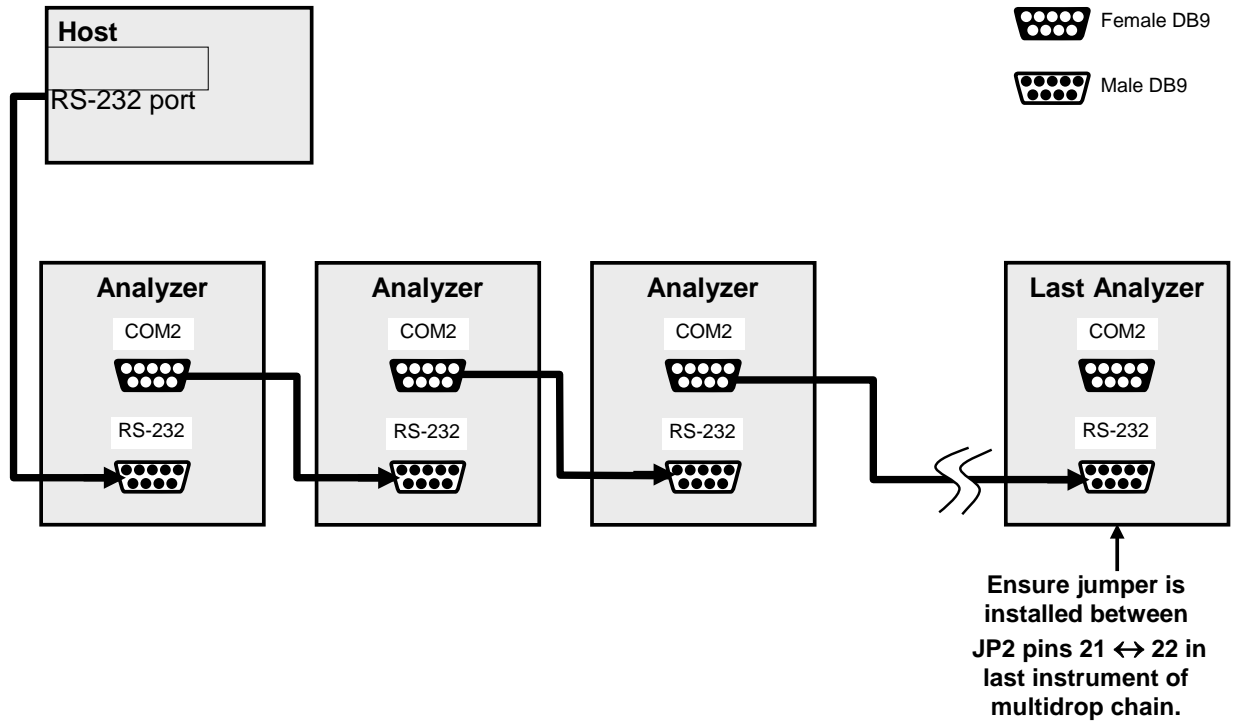 Host
RS-232 port
Female DB9
Male DB9
Analyzer
COM2
RS-232
Analyzer
COM2
RS-232
Analyzer
COM2
RS-232
Last Analyzer
COM2
RS-232
Ensure jumper is
installed between
JP2 pins 21 ↔ 22 in
last instrument of
multidrop chain.